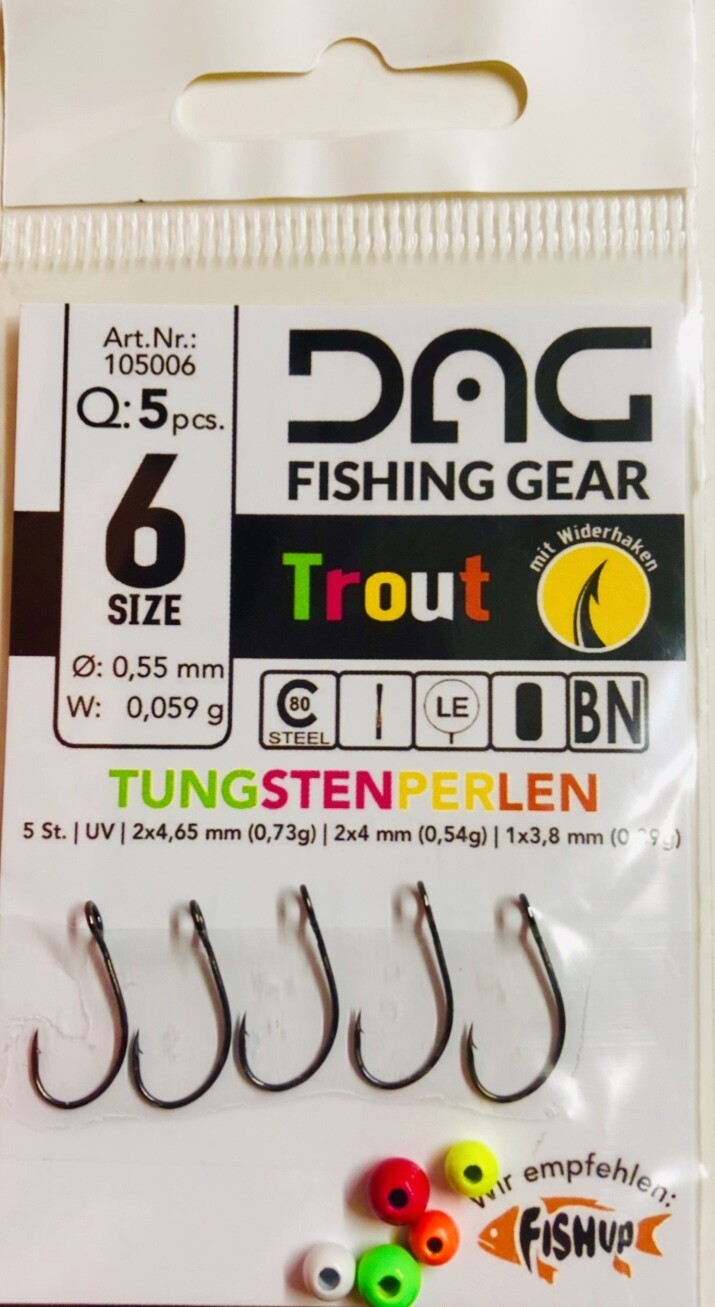 Art.Nr.:
105006
Q: 5 pcs.
6
SIZE
Ø: 0,55 mm
W: 0,059 g
DAG
FISHING GEAR
Trout
mit Widerhaken
C 80
STEEL
LE
T
BN
TUNGSTENPERLEN
5 St. | UV | 2x4,65 mm (0,73g) | 2x4 mm (0,54g) | 1x3,8 mm
Wir empfehlen:
FISHUP